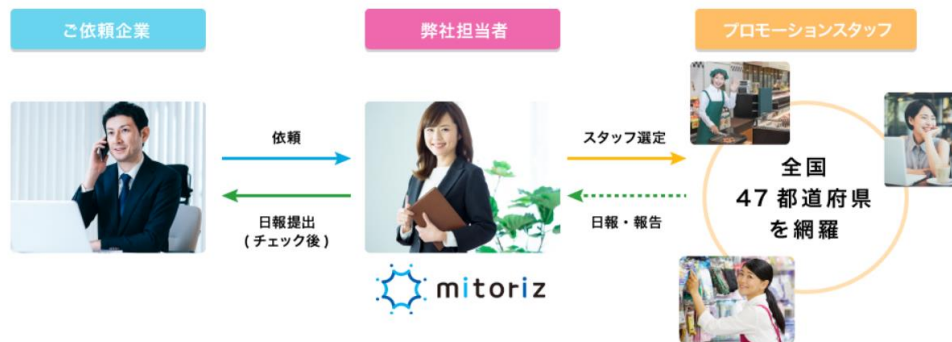 ご依頼企業
弊社担当者
プロモーションスタッフ
依頼
日報提出
(チェック後)
スタッフ選定
日報・報告
全国
47都道府県
を網羅
mitoriz